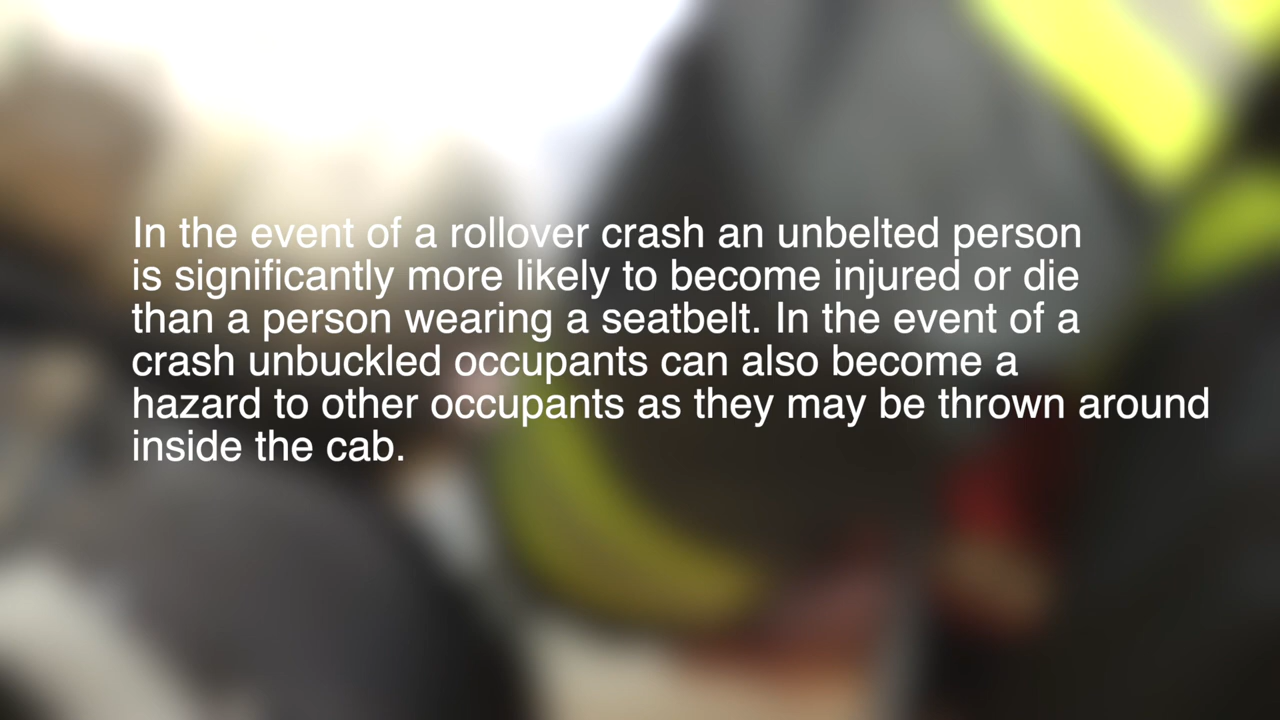 In the event of a rollover crash an unbelted person
is significantly more likely to become injured or die
than a person wearing a seatbelt. In the event of a
crash unbuckled occupants can also become a
hazard to other occupants as they may be thrown around
inside the cab.